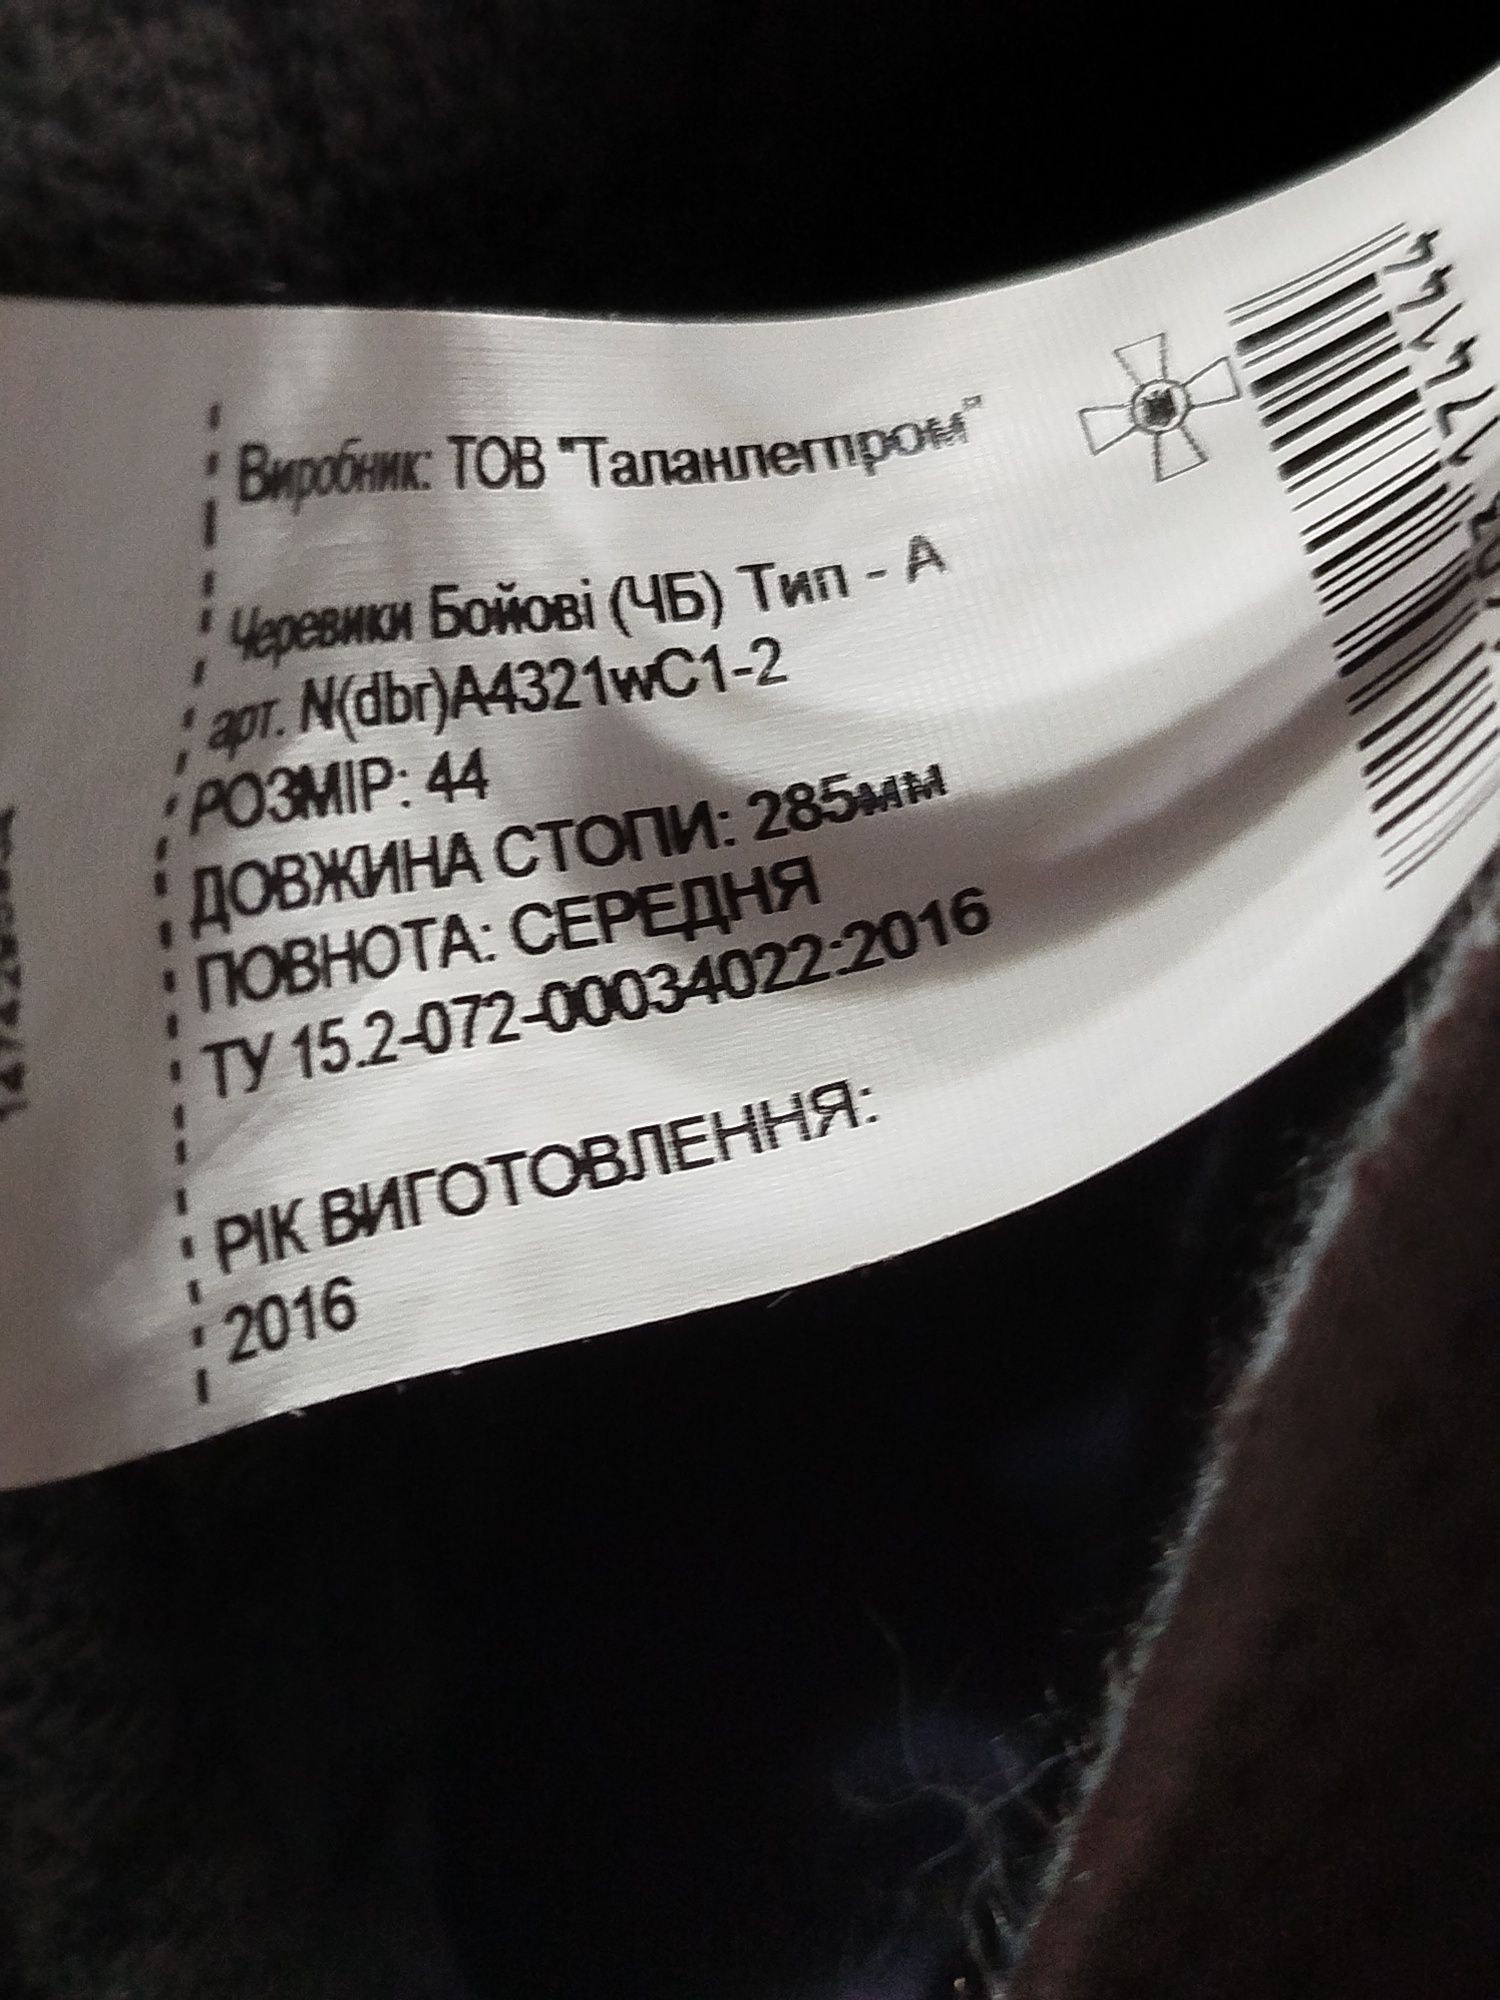 Виробник: ТОВ "Таланлегпром"
Черевики Бойові (ЧБ) Тип - А
арт. N(dbr)A4321wC1-2
РОЗМІР: 44
ДОВЖИНА СТОПИ: 285мм
ПОВНОТА: СЕРЕДНЯ
ТУ 15.2-072-00034022:2016
РІК ВИГОТОВЛЕННЯ:
2016